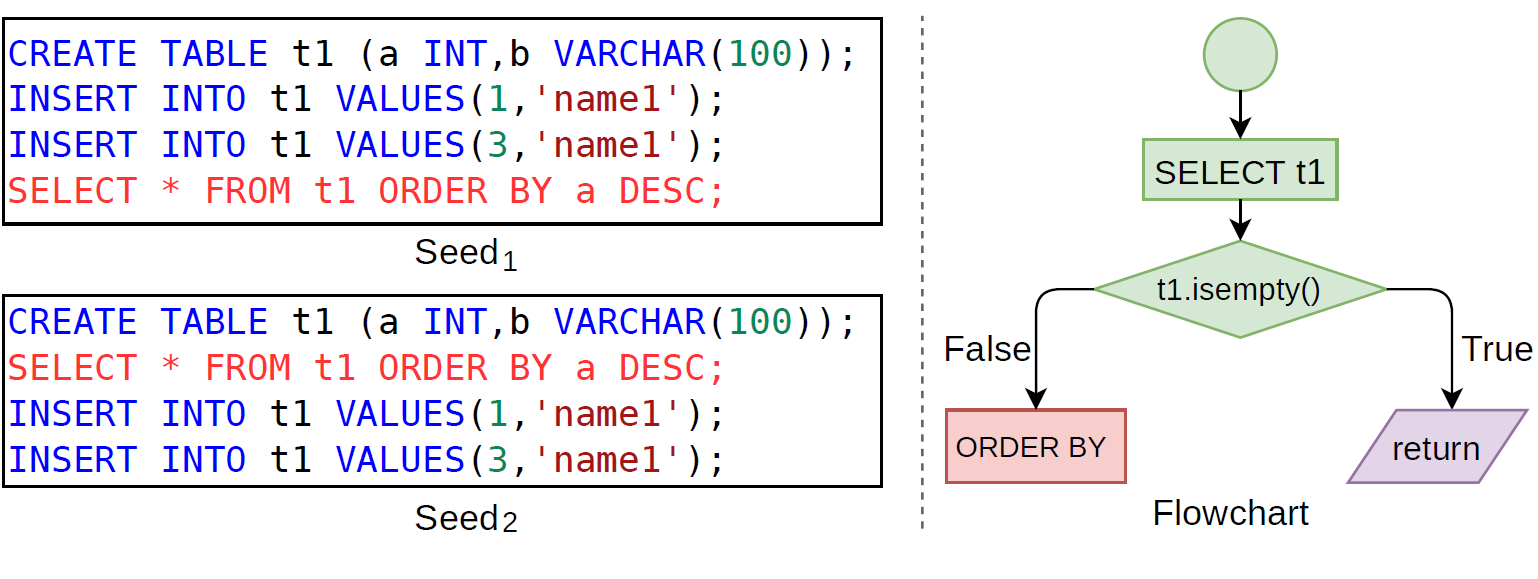 CREATE TABLE t1 (a INT,b VARCHAR(100));
INSERT INTO t1 VALUES(1,'name1');
INSERT INTO t1 VALUES(3,'name1');
SELECT * FROM t1 ORDER BY a DESC;
Seed1
CREATE TABLE t1 (a INT,b VARCHAR(100));
SELECT * FROM t1 ORDER BY a DESC;
INSERT INTO t1 VALUES(1,'name1');
INSERT INTO t1 VALUES(3,'name1');
Seed2
SELECT t1
t1.isempty()
False
True
ORDER BY
return
Flowchart